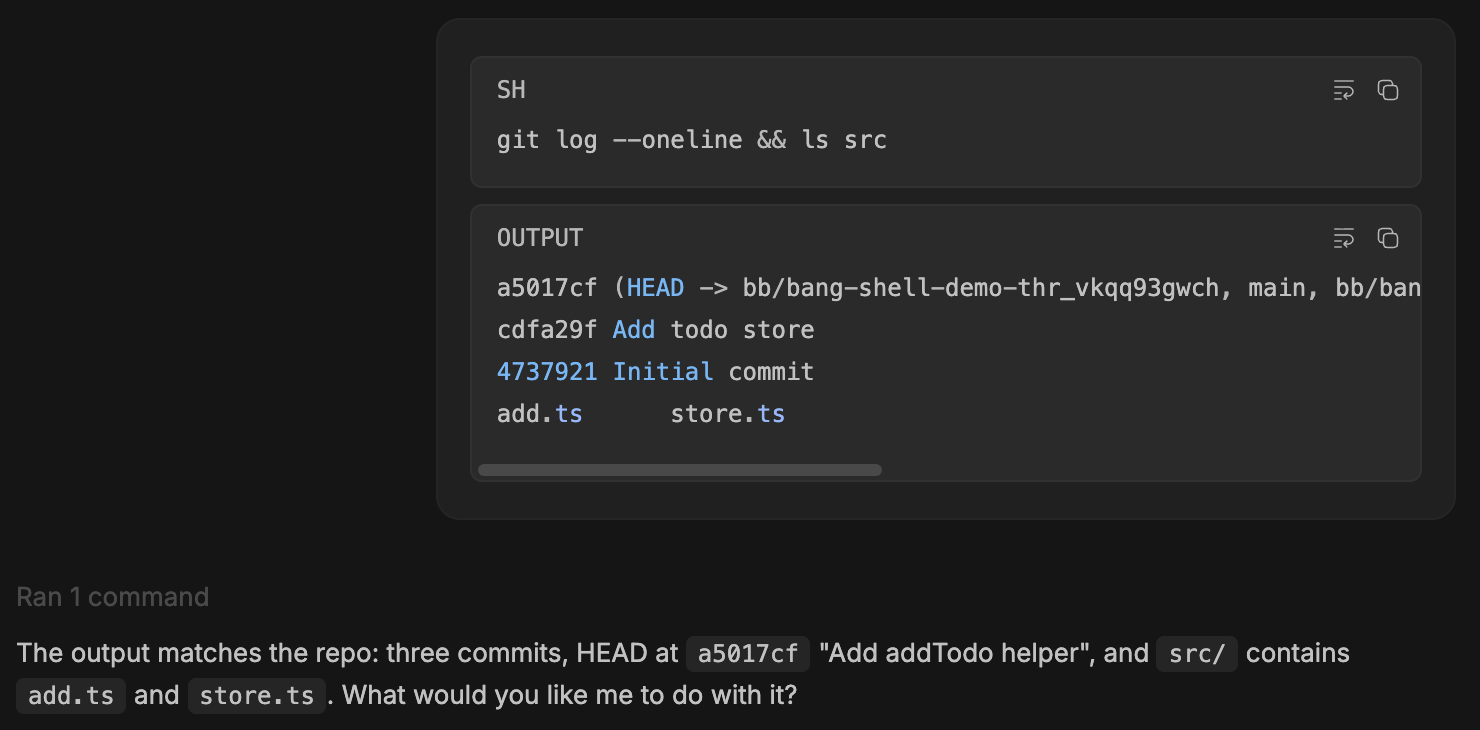 SH
git log --oneline && ls src
OUTPUT
a5017cf (HEAD -> bb/bang-shell-demo-thr_vkqq93gwch, main, bb/ban
cdfa29f Add todo store
4737921 Initial commit
add.ts      store.ts
Ran 1 command
The output matches the repo: three commits, HEAD at a5017cf "Add addTodo helper", and src/ contains
add.ts and store.ts. What would you like me to do with it?